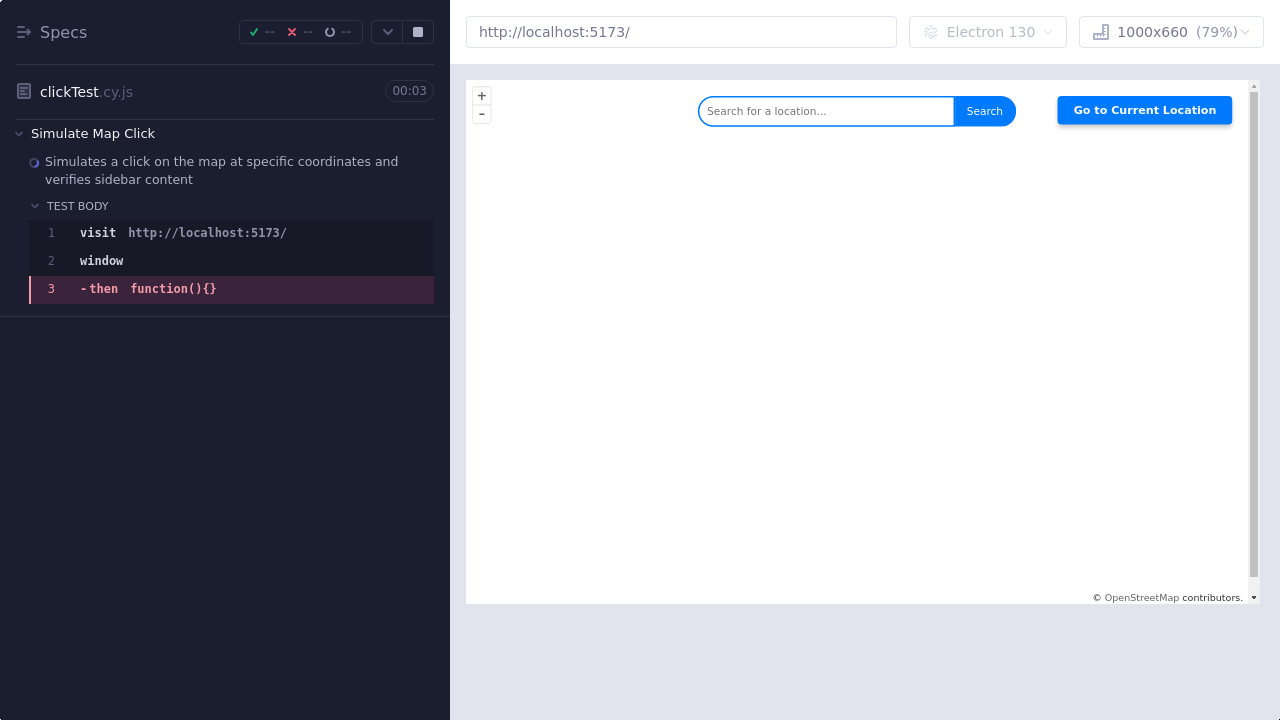 Specs
-- -- --
clickTest.cy.js 00:03
Simulate Map Click
Simulates a click on the map at specific coordinates and
verifies sidebar content
TEST BODY
1 visit http://localhost:5173/
2 window
3 -then function(){}
http://localhost:5173/
Electron 130
1000x660 (79%)
+
-
Search for a location...
Search
Go to Current Location
© OpenStreetMap contributors.